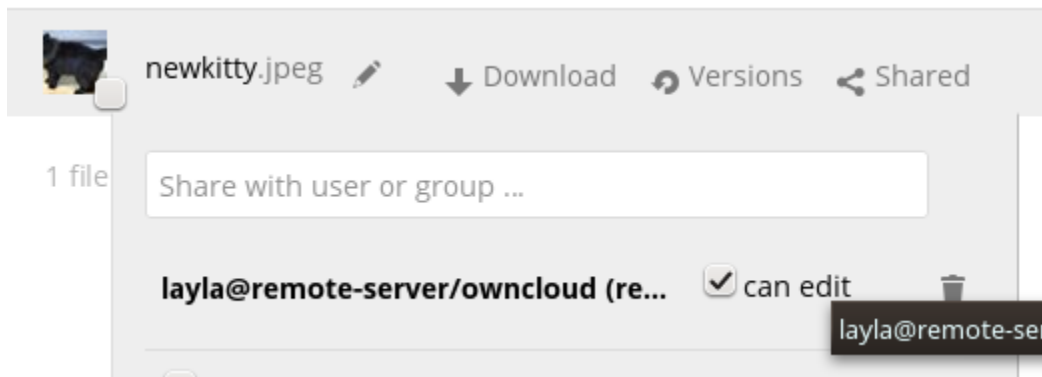 newkitty.jpeg Download Versions Shared
1 file
Share with user or group ...
layla@remote-server/owncloud (re... can edit
layla@remote-ser